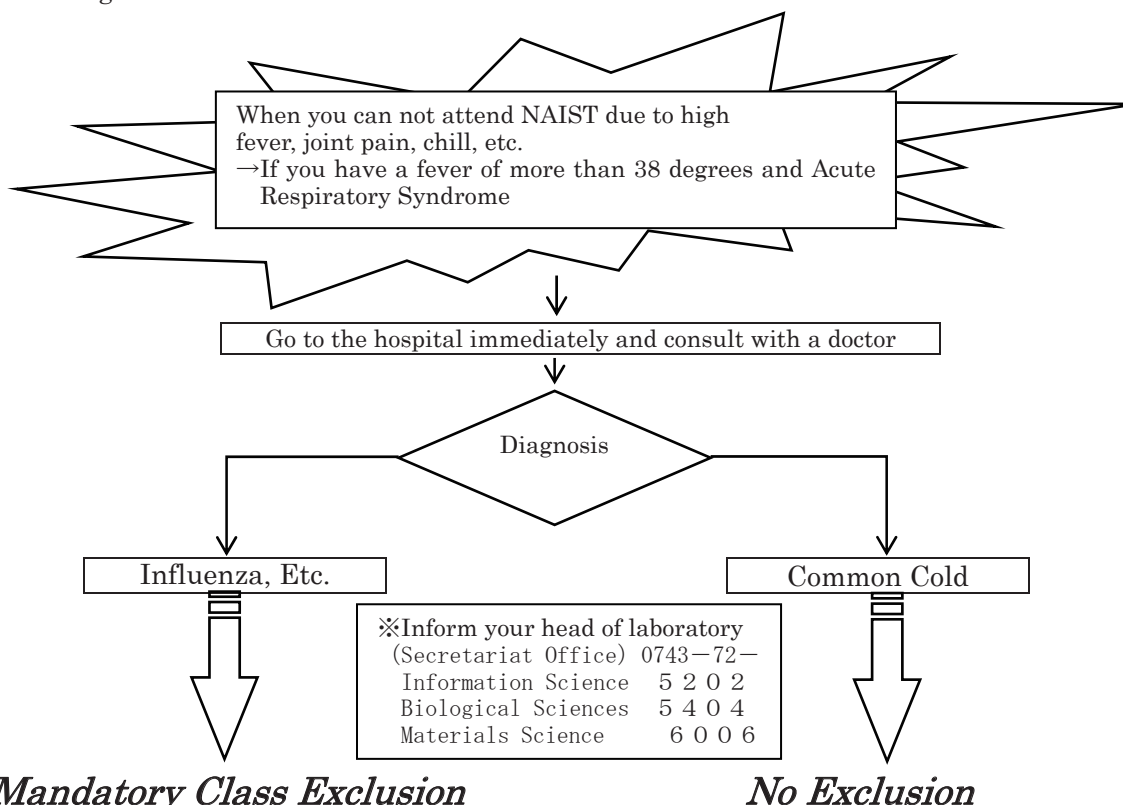 When you can not attend NAIST due to high
fever, joint pain, chill, etc.
→If you have a fever of more than 38 degrees and Acute
Respiratory Syndrome
Go to the hospital immediately and consult with a doctor
Diagnosis
Influenza, Etc.
Common Cold
※Inform your head of laboratory
(Secretariat Office) 0743－72－
Information Science ５２０２
Biological Sciences ５４０４
Materials Science ６００６
Mandatory Class Exclusion
No Exclusion